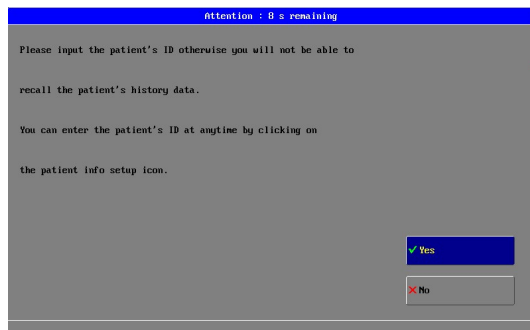 Attention : 8 s remaining
Please input the patient's ID otherwise you will not be able to
recall the patient's history data.
You can enter the patient's ID at anytime by clicking on
the patient info setup icon.
Yes
No